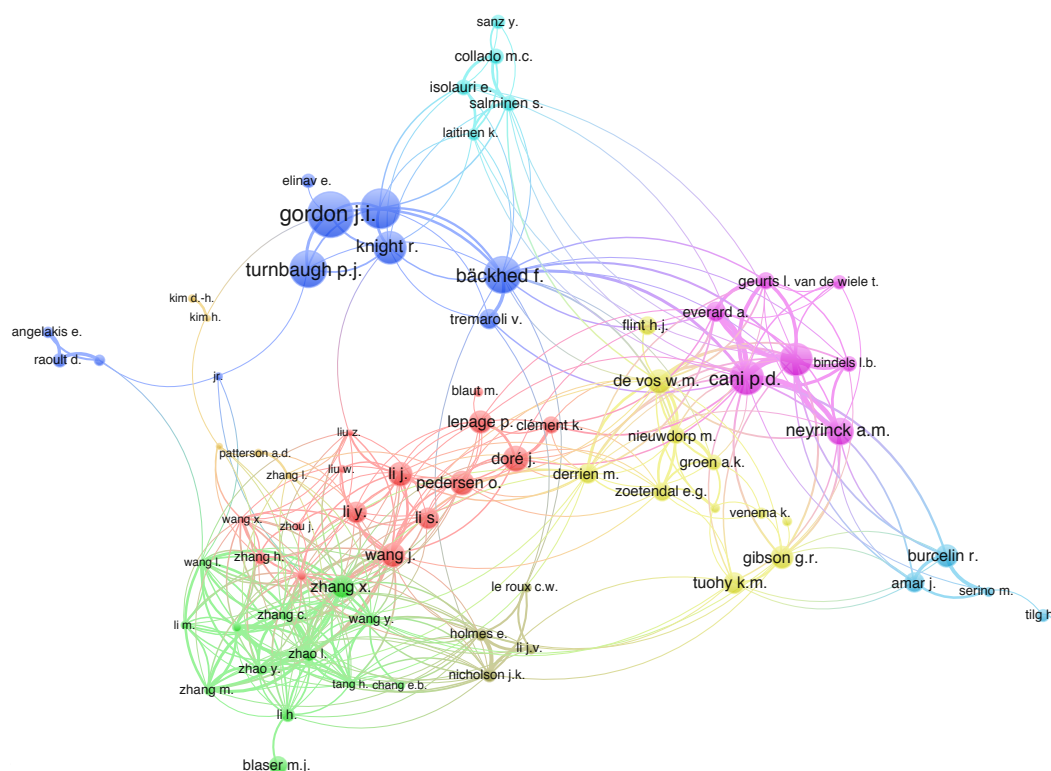 sanz y.
collado m.c.
isolauri e.
salminen s.
laitinen k.
elinav e.
gordon j.i.
knight r.
turnbaugh p.j.
bäckhed f.
geurts l.
van de wiele t.
kim d.-h.
kim h.
everard a.
tremaroli v.
flint h.j.
angelakis e.
raoult d.
bindels l.b.
jr.
de vos w.m.
cani p.d.
blaut m.
lepage p.
clément k.
neyrinck a.m.
liu z.
nieuwdorp m.
patterson a.d.
doré j.
groen a.k.
zhang l.
liu w.
li j.
pedersen o.
derrien m.
zoetendal e.g.
wang x.
zhou j.
li y.
li s.
venema k.
zhang h.
wang j.
wang l.
gibson g.r.
burcelin r.
zhang x.
le roux c.w.
tuohy k.m.
amar j.
serino m.
zhang c.
wang y.
tilg h
li m.
holmes e.
li j.v.
zhao l.
zhao y.
nicholson j.k.
zhang m.
tang h.
chang e.b.
li h.
blaser m.j.